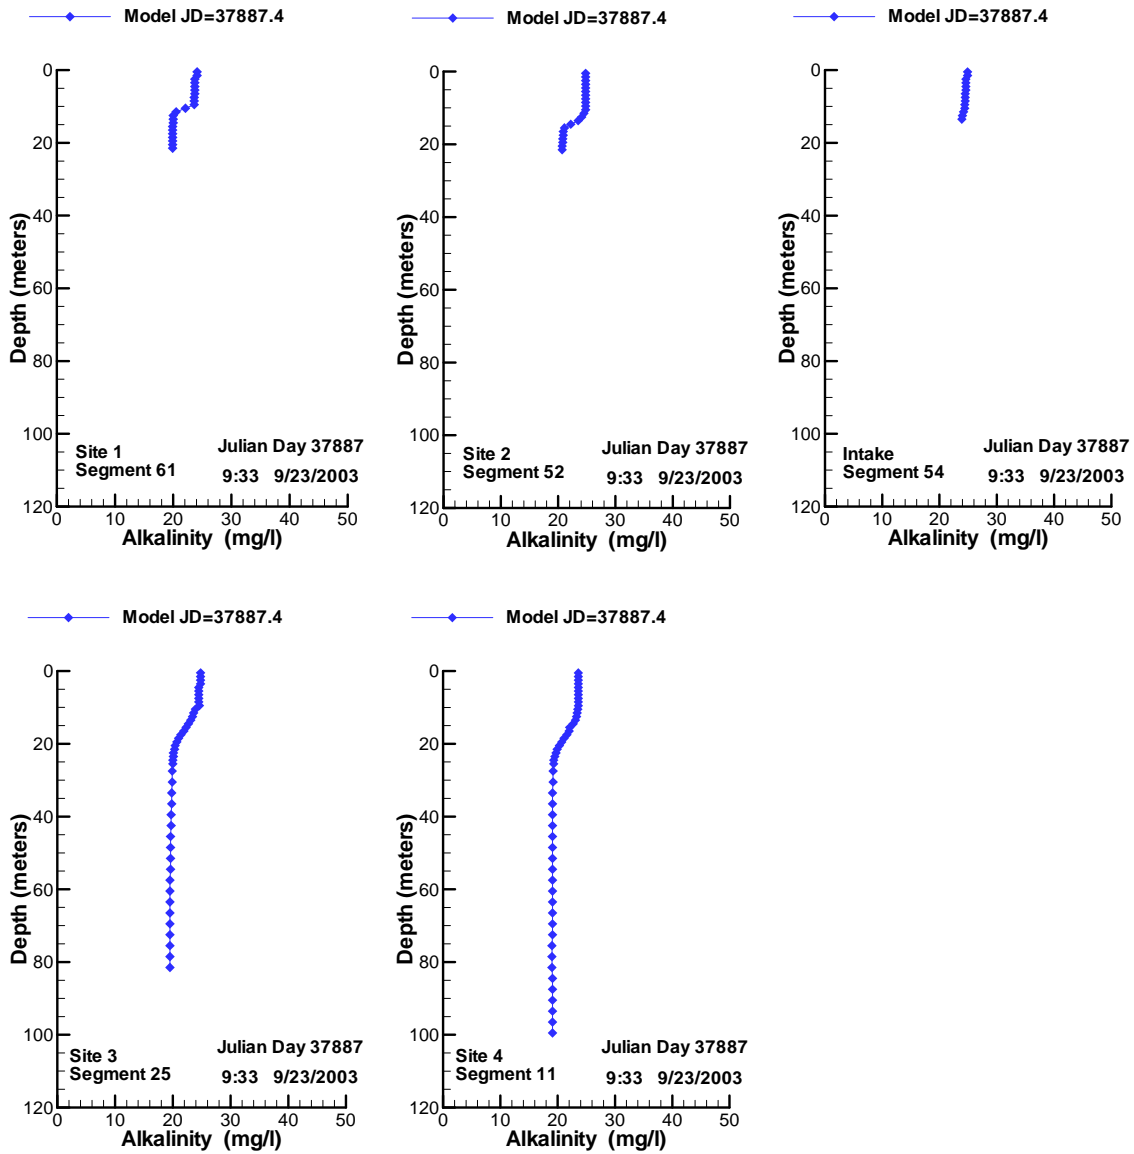 Model JD=37887.4
0
20
40
60
80
100
120
Depth (meters)
Site 1
Segment 61
Julian Day 37887
9:33 9/23/2003
0 10 20 30 40 50
Alkalinity (mg/l)
Model JD=37887.4
0
20
40
60
80
100
120
Depth (meters)
Site 2
Segment 52
Julian Day 37887
9:33 9/23/2003
0 10 20 30 40 50
Alkalinity (mg/l)
Model JD=37887.4
0
20
40
60
80
100
120
Depth (meters)
Intake
Segment 54
Julian Day 37887
9:33 9/23/2003
0 10 20 30 40 50
Alkalinity (mg/l)
Model JD=37887.4
0
20
40
60
80
100
120
Depth (meters)
Site 3
Segment 25
Julian Day 37887
9:33 9/23/2003
0 10 20 30 40 50
Alkalinity (mg/l)
Model JD=37887.4
0
20
40
60
80
100
120
Depth (meters)
Site 4
Segment 11
Julian Day 37887
9:33 9/23/2003
0 10 20 30 40 50
Alkalinity (mg/l)